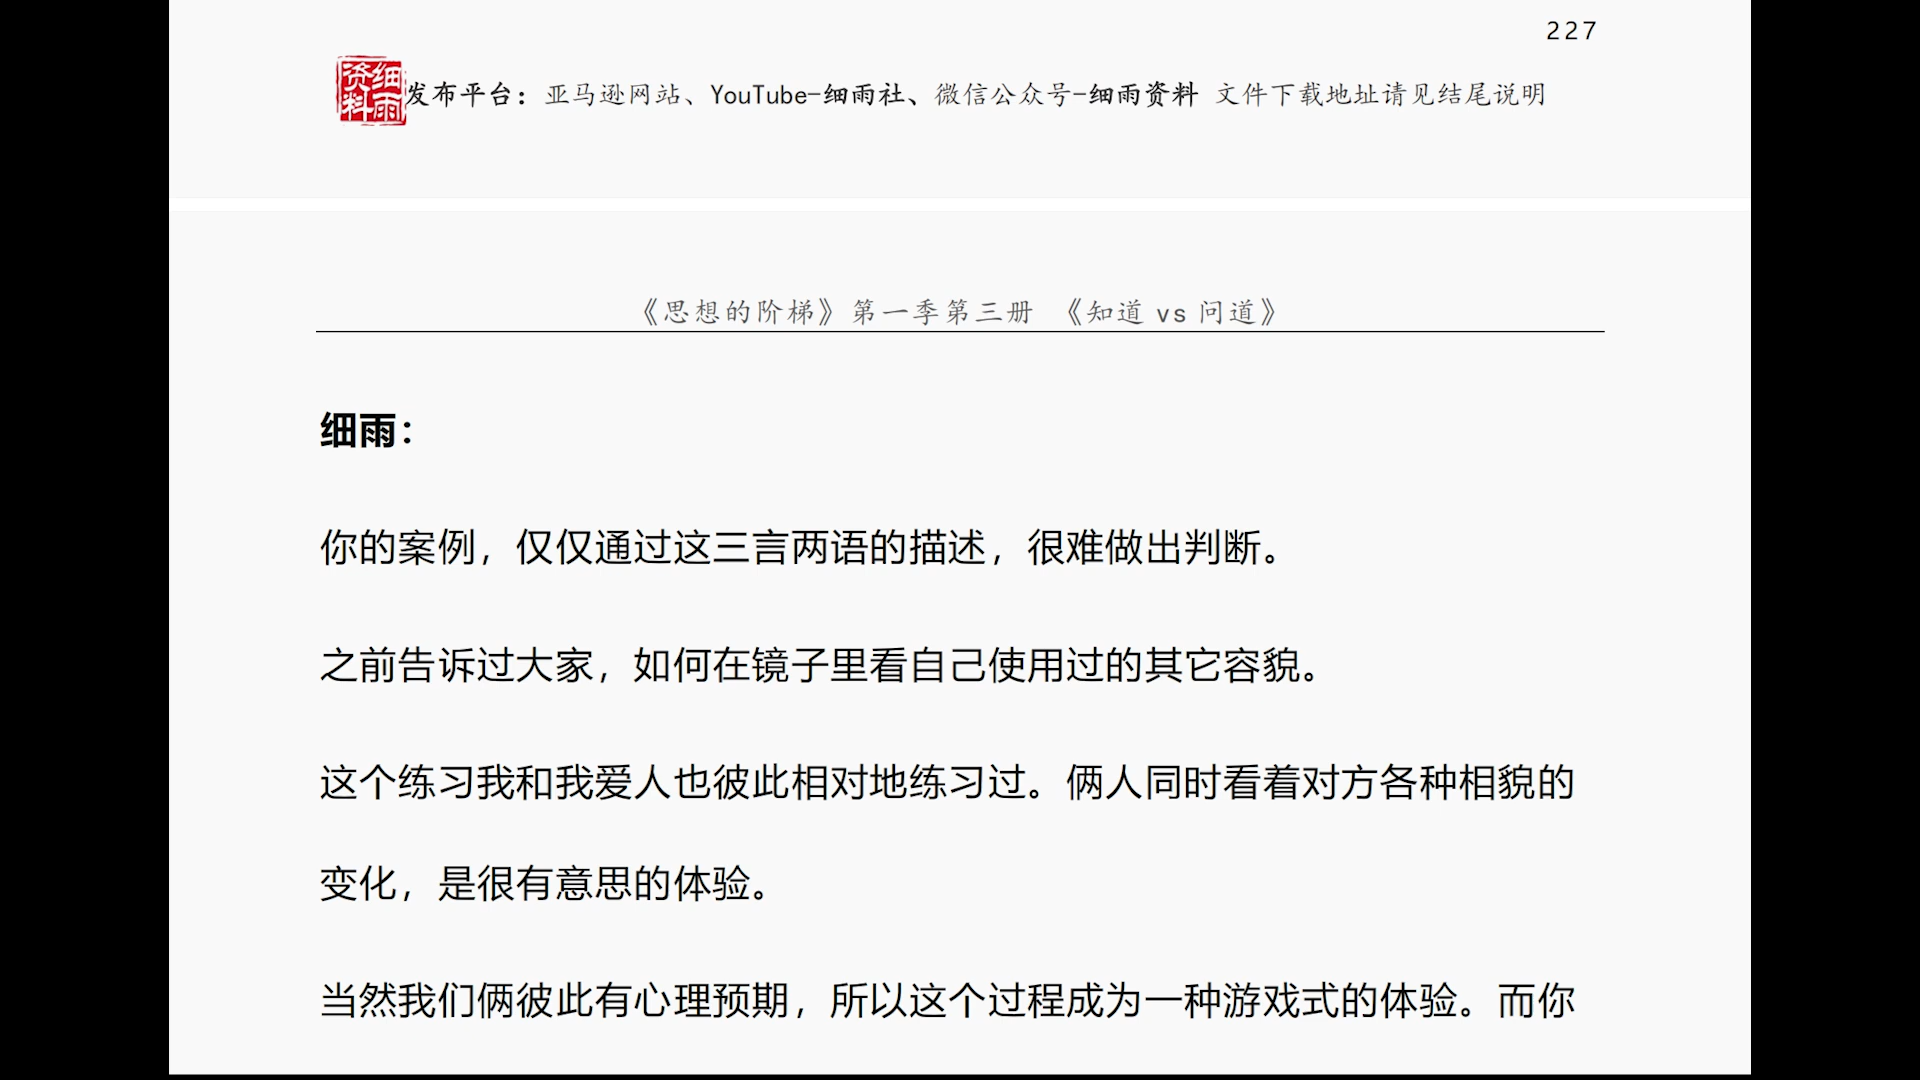 227
细雨资料
发布平台：亚马逊网站、YouTube-细雨社、微信公众号-细雨资料 文件下载地址请见结尾说明
《思想的阶梯》第一季第三册 《知道 vs 问道》
细雨：
你的案例，仅仅通过这三言两语的描述，很难做出判断。
之前告诉过大家，如何在镜子里看自己使用过的其它容貌。
这个练习我和我爱人也彼此相对地练习过。俩人同时看着对方各种相貌的
变化，是很有意思的体验。
当然我们俩彼此有心理预期，所以这个过程成为一种游戏式的体验。而你